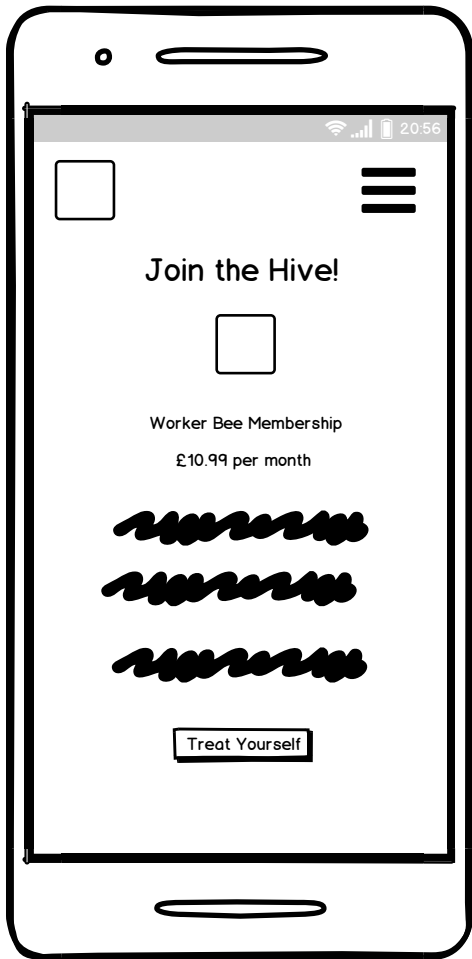 20:56
Join the Hive!
Worker Bee Membership
£10.99 per month
Treat Yourself